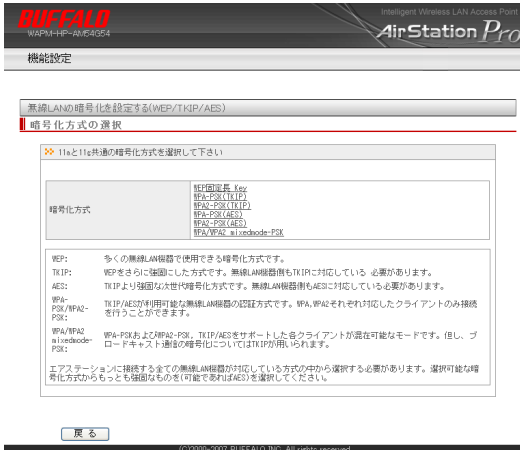 BUFFALO
WAPM-HP-AM54G54
Intelligent Wireless LAN Access Point
AirStation Pro
機能設定
無線LANの暗号化を設定する(WEP/TKIP/AES)
暗号化方式の選択
11aと11g共通の暗号化方式を選択して下さい
暗号化方式
WEP固定長 Key
WPA-PSK(TKIP)
WPA2-PSK(TKIP)
WPA-PSK(AES)
WPA2-PSK(AES)
WPA/WPA2 mixedmode-PSK
WEP: 多くの無線LAN機器で使用できる暗号化方式です。
TKIP: WEPをさらに強固にした方式です。無線LAN機器側もTKIPに対応している 必要があります。
AES: TKIPより強固な次世代暗号化方式です。無線LAN機器側もAESに対応している必要があります。
WPA-PSK/WPA2-PSK: TKIP/AESが利用可能な無線LAN機器の認証方式です。WPA,WPA2それぞれ対応したクライアントのみ接続
を行うことができます。
WPA/WPA2 mixedmode-PSK: WPA-PSKおよびWPA2-PSK, TKIP/AESをサポートした各クライアントが混在可能なモードです。但し、ブ
ロードキャスト通信の暗号化についてはTKIPが用いられます。
エアステーションに接続する全ての無線LAN機器が対応している方式の中から選択する必要があります。選択可能な暗
号化方式からもっとも強固なものを(可能であればAES)を選択してください。
戻る
(C)2000-2007 BUFFALO INC. All rights reserved.